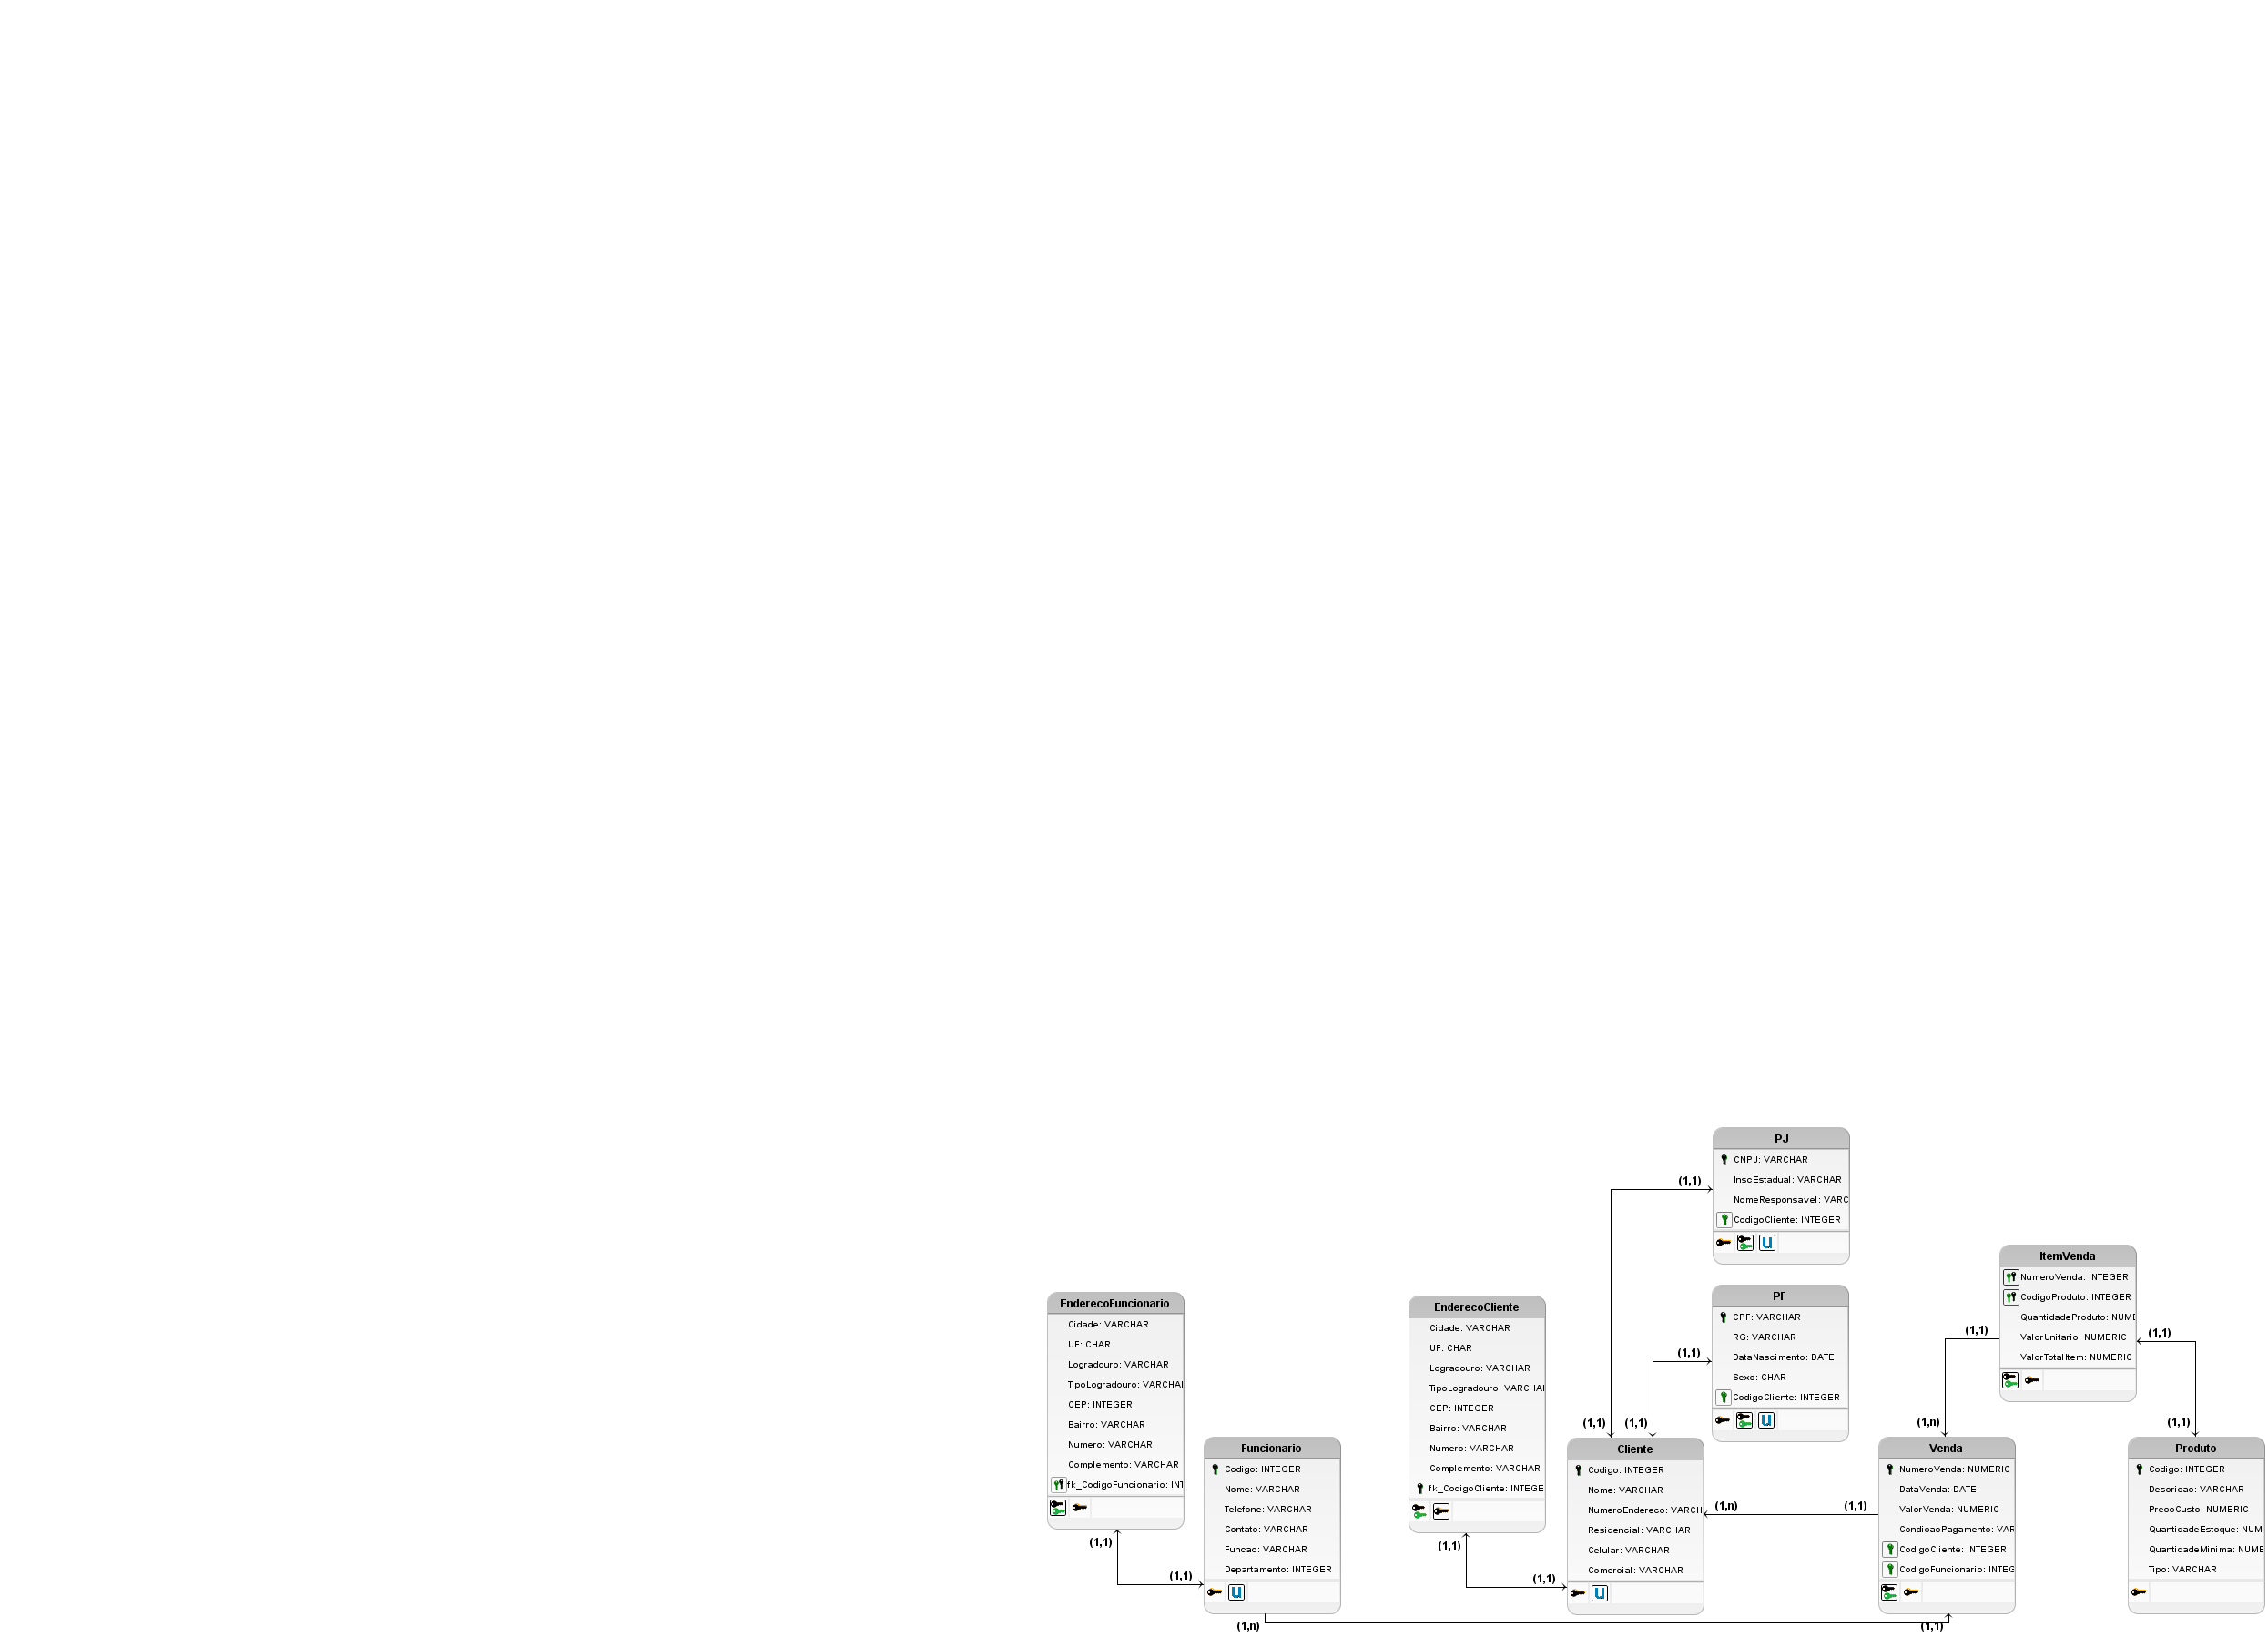 PJ
CNPJ: VARCHAR
InscEstadual: VARCHAR
NomeResponsavel: VARC
CodigoCliente: INTEGER
(1,1)
PF
CPF: VARCHAR
RG: VARCHAR
DataNascimento: DATE
Sexo: CHAR
CodigoCliente: INTEGER
(1,1)
ItemVenda
NumeroVenda: INTEGER
CodigoProduto: INTEGER
QuantidadeProduto: NUME
ValorUnitario: NUMERIC
ValorTotalItem: NUMERIC
(1,1)
(1,1)
EnderecoFuncionario
Cidade: VARCHAR
UF: CHAR
Logradouro: VARCHAR
TipoLogradouro: VARCHAI
CEP: INTEGER
Bairro: VARCHAR
Numero: VARCHAR
Complemento: VARCHAR
fk_CodigoFuncionario: INT
(1,1)
(1,1)
EnderecoCliente
Cidade: VARCHAR
UF: CHAR
Logradouro: VARCHAR
TipoLogradouro: VARCHAI
CEP: INTEGER
Bairro: VARCHAR
Numero: VARCHAR
Complemento: VARCHAR
fk_CodigoCliente: INTEGE
(1,1)
(1,1)
Funcionario
Codigo: INTEGER
Nome: VARCHAR
Telefone: VARCHAR
Contato: VARCHAR
Funcao: VARCHAR
Departamento: INTEGER
u
(1,n)
(1,1)
(1,1)
Cliente
Codigo: INTEGER
Nome: VARCHAR
NumeroEndereco: VARCH
Residencial: VARCHAR
Celular: VARCHAR
Comercial: VARCHAR
u
(1,n)
(1,1)
(1,n)
Venda
NumeroVenda: NUMERIC
DataVenda: DATE
ValorVenda: NUMERIC
CondicaoPagamento: VAR
CodigoCliente: INTEGER
CodigoFuncionario: INTEG
(1,1)
(1,1)
Produto
Codigo: INTEGER
Descricao: VARCHAR
PrecoCusto: NUMERIC
QuantidadeEstoque: NUM
QuantidadeMinima: NUME
Tipo: VARCHAR